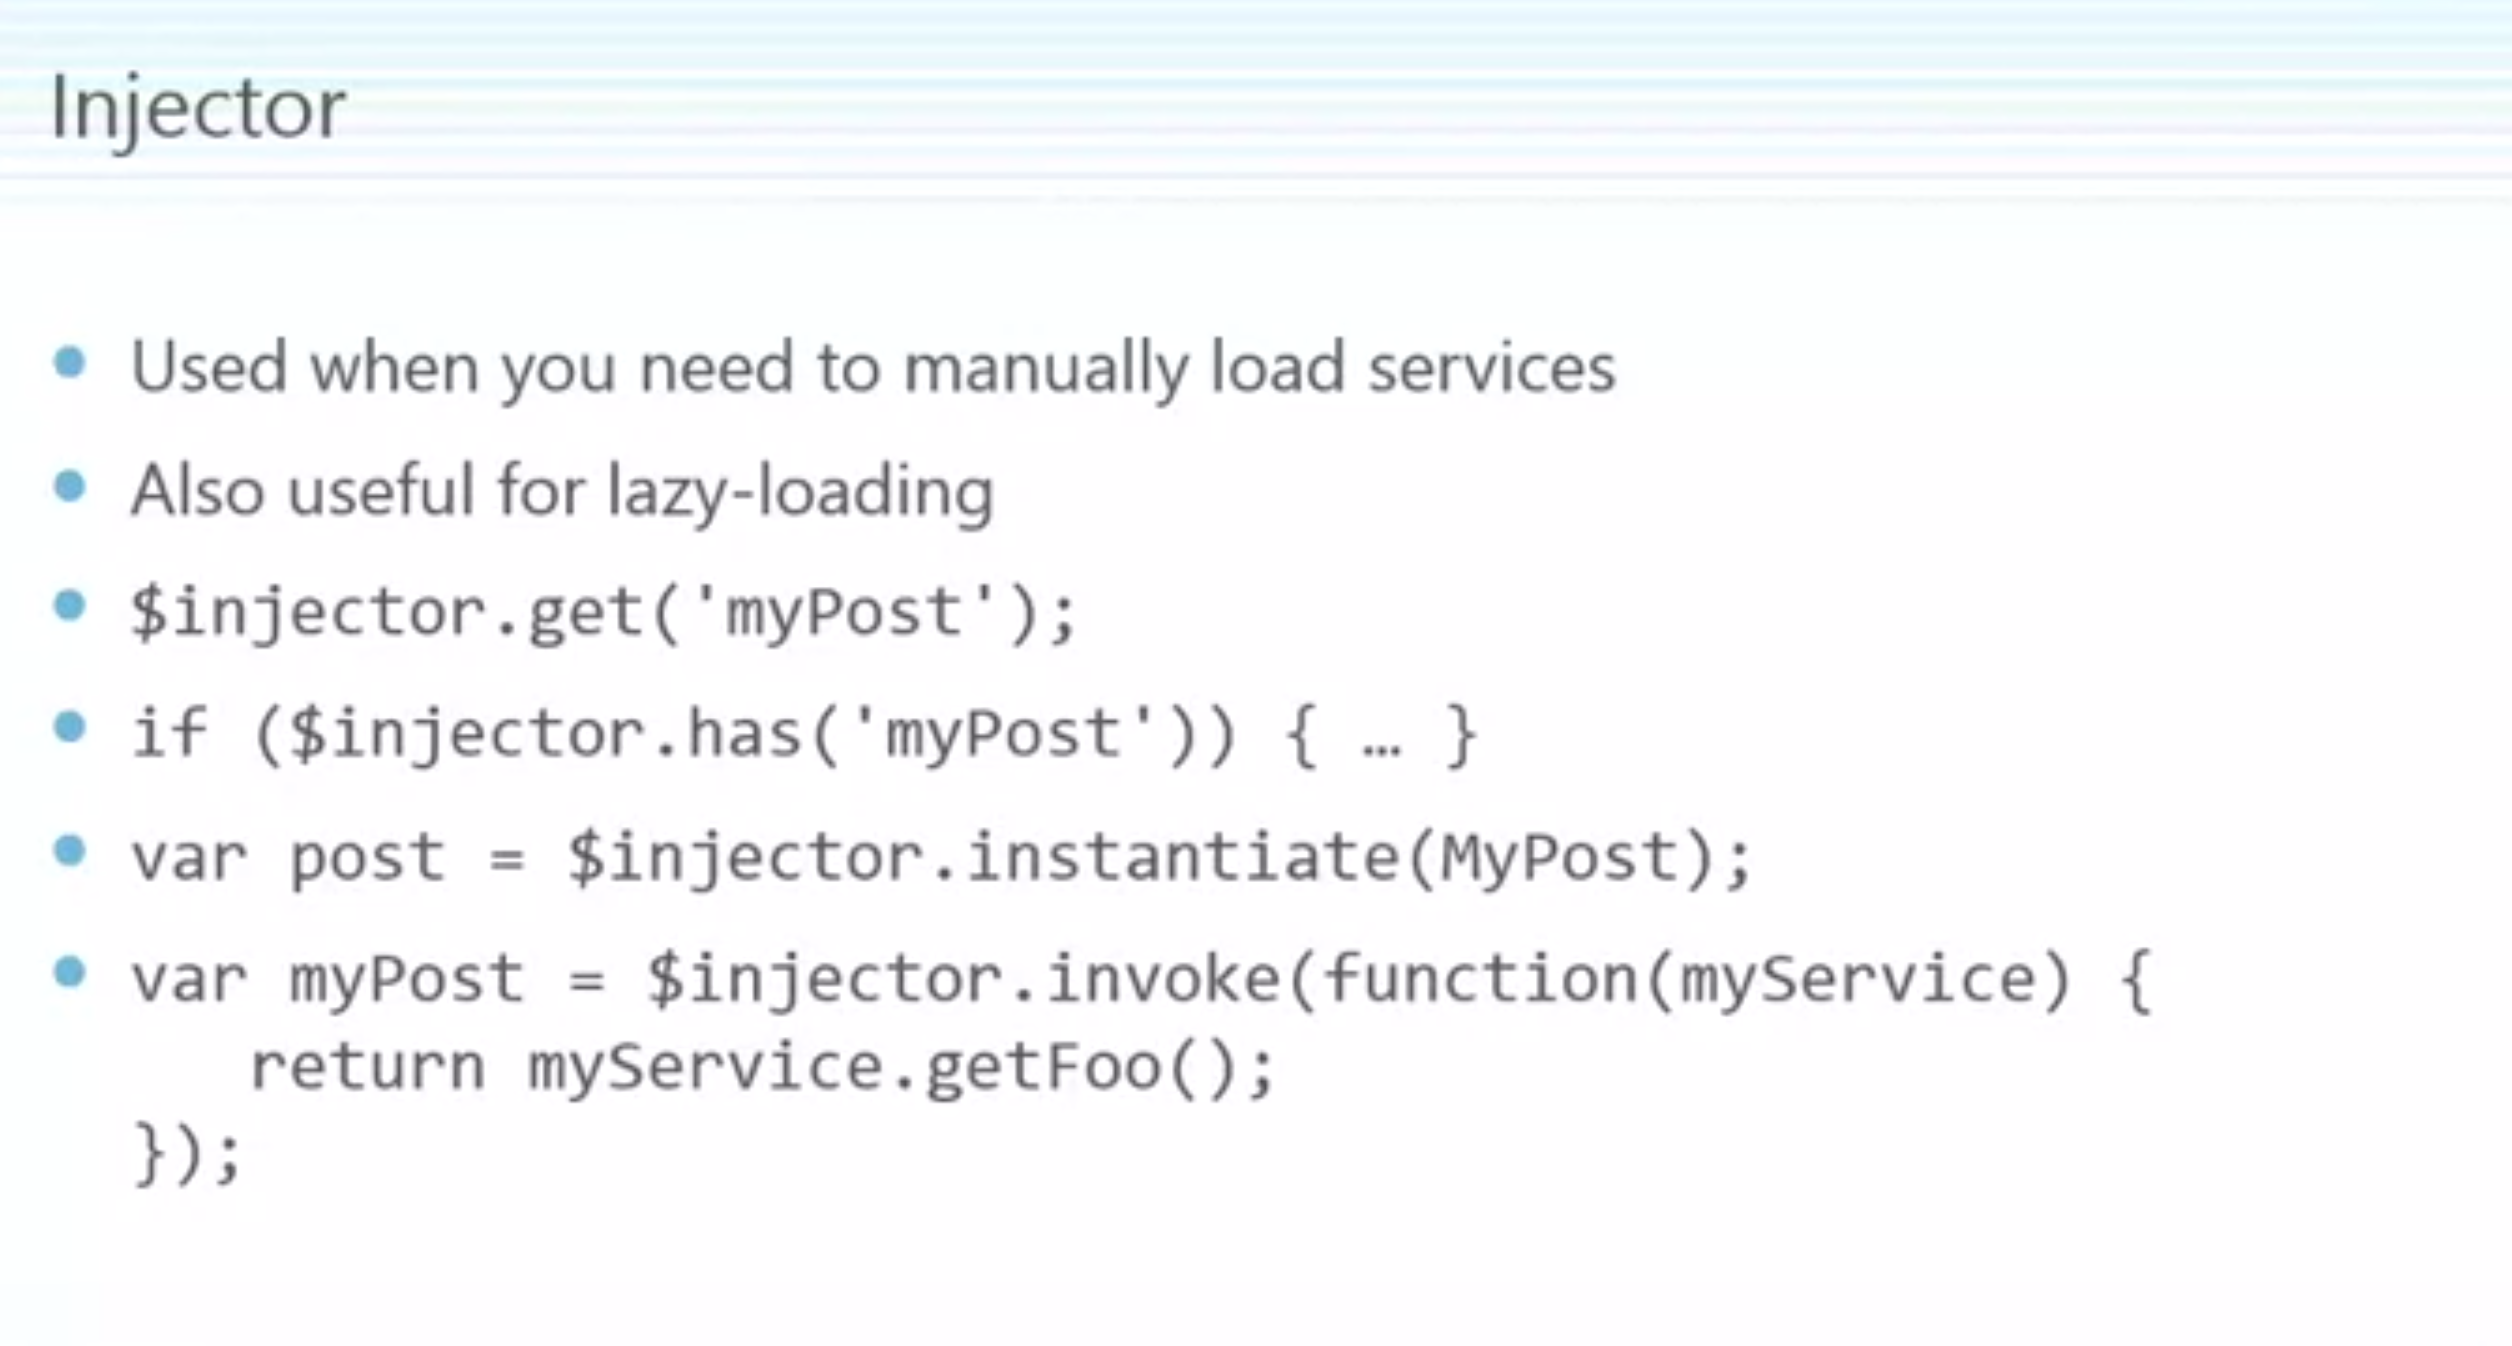 Injector
• Used when you need to manually load services
• Also useful for lazy-loading
• $injector.get('myPost');
• if ($injector.has('myPost')) { … }
• var post = $injector.instantiate(MyPost);
• var myPost = $injector.invoke(function(myService) {
return myService.getFoo();
});